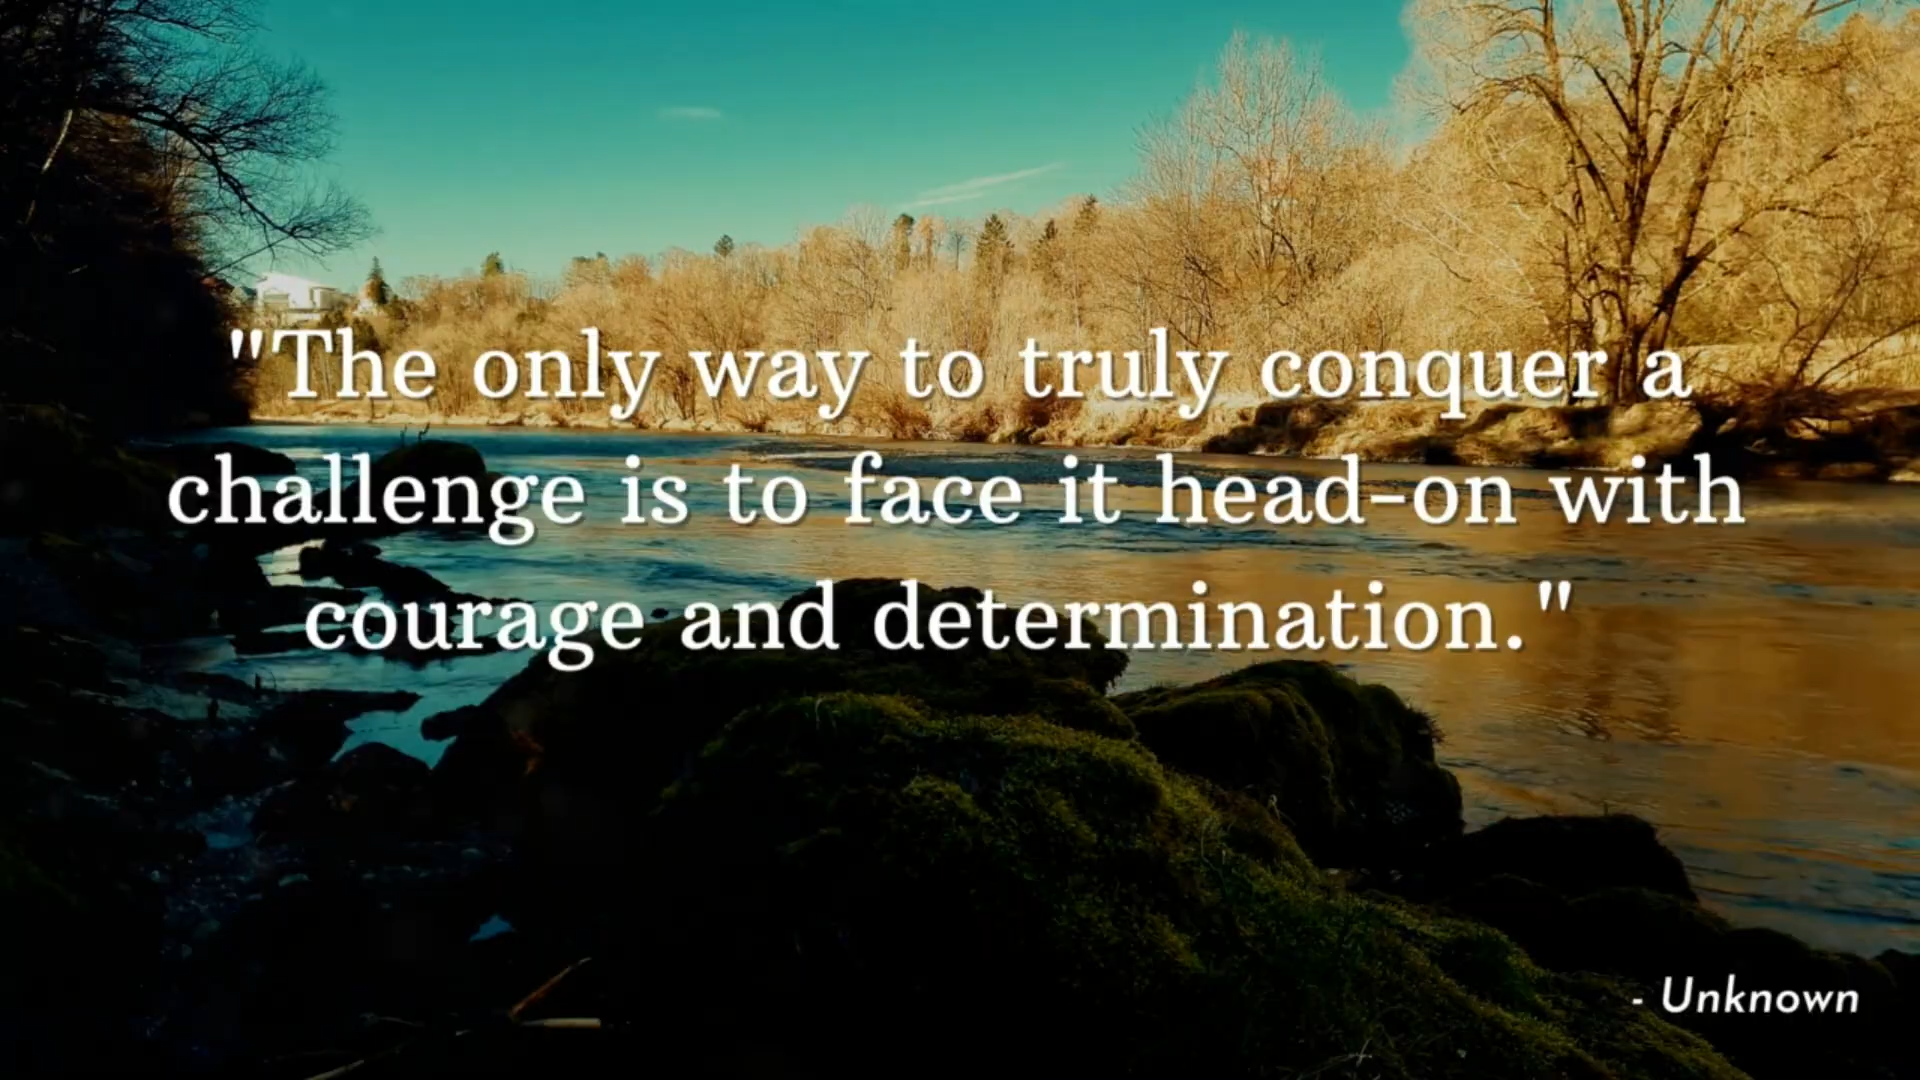 "The only way to truly conquer a
challenge is to face it head-on with
courage and determination."
- Unknown